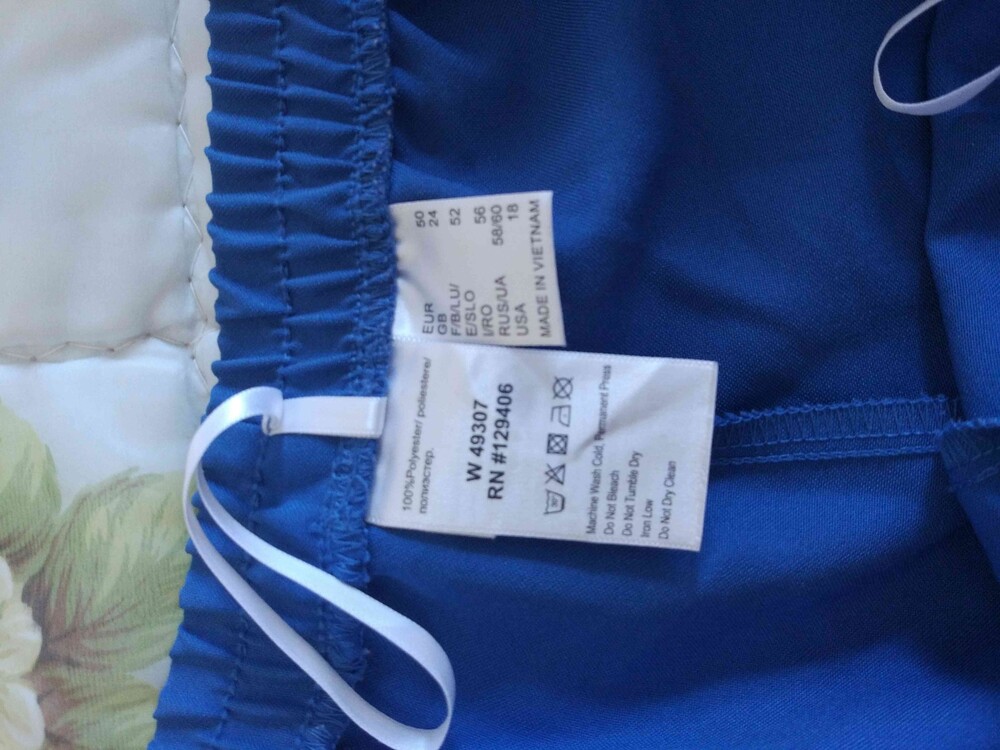 EUR 50
GB 24
F/B/LU/
E/SLO 52
I/RO 56
RUS/UA 58/60
USA 18
MADE IN VIETNAM
100%Polyester/ poliestere/
полиэстер.
W 49307
RN #129406
30°
Machine Wash Cold, Permanent Press
Do Not Bleach
Do Not Tumble Dry
Iron Low
Do Not Dry Clean